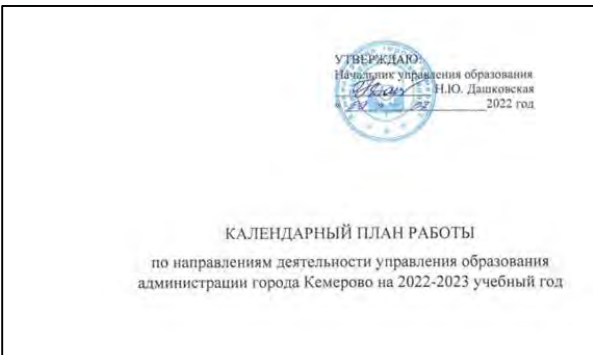 УТВЕРЖДАЮ:
Начальник управления образования
Н.Ю. Дашковская
2022 год
КАЛЕНДАРНЫЙ ПЛАН РАБОТЫ
по направлениям деятельности управления образования
администрации города Кемерово на 2022-2023 учебный год